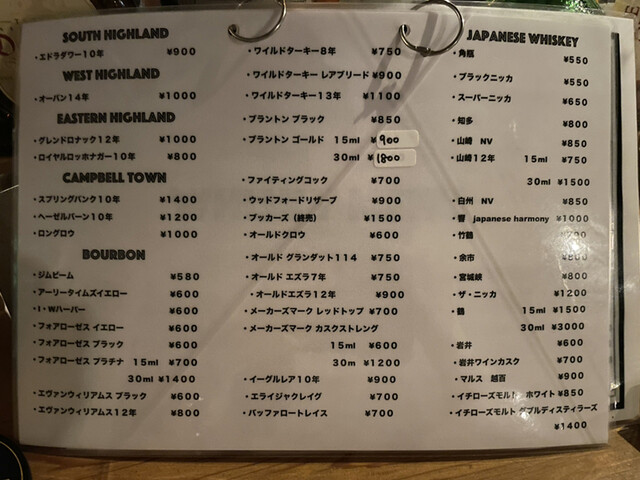 SOUTH HIGHLAND
・エドラダワー10年 ¥900
WEST HIGHLAND
・オーバン14年 ¥1000
EASTERN HIGHLAND
・グレンドロナック12年 ¥1000
・ロイヤルロッホナガー10年 ¥800
CAMPBELL TOWN
・スプリングバンク10年 ¥1400
・ヘーゼルバーン10年 ¥1200
・ロングロウ ¥1000
BOURBON
・ジムビーム ¥580
・アーリータイムズイエロー ¥600
・I・Wハーパー ¥600
・フォアローゼス イエロー ¥600
・フォアローゼス ブラック ¥600
・フォアローゼス プラチナ 15ml ¥700
30ml ¥1400
・エヴァンウィリアムス ブラック ¥600
・エヴァンウィリアムス12年 ¥800
・ワイルドターキー8年 ¥750
・ワイルドターキー レアブリード ¥900
・ワイルドターキー13年 ¥1100
・ブラントン ブラック ¥850
・ブラントン ゴールド 15ml ¥900
30ml ¥1800
・ファイティングコック ¥700
・ウッドフォードリザーブ ¥900
・ブッカーズ(終売) ¥1500
・オールドクロウ ¥600
・オールド グランダット114 ¥750
・オールド エズラ7年 ¥750
・オールドエズラ12年 ¥900
・メーカーズマーク レッドトップ ¥700
・メーカーズマーク カスクストレング
15ml ¥600
30m ¥1200
・イーグルレア10年 ¥900
・エライジャクレイグ ¥700
・バッファロートレイス ¥700
JAPANESE WHISKEY
・角瓶 ¥550
・ブラックニッカ ¥550
・スーパーニッカ ¥650
・知多 ¥800
・山崎 NV ¥850
・山崎12年 15ml ¥750
30ml ¥1500
・白州 NV ¥850
・響 japanese harmony ¥1000
・竹鶴
・余市 ¥800
・宮城峡 ¥800
・ザ・ニッカ ¥1200
・鶴 15ml ¥1500
30ml ¥3000
・岩井 ¥600
・岩井ワインカスク ¥700
・マルス 越百 ¥900
・イチローズモルト ホワイト ¥850
・イチローズモルト ダブルディスティラーズ
¥1400